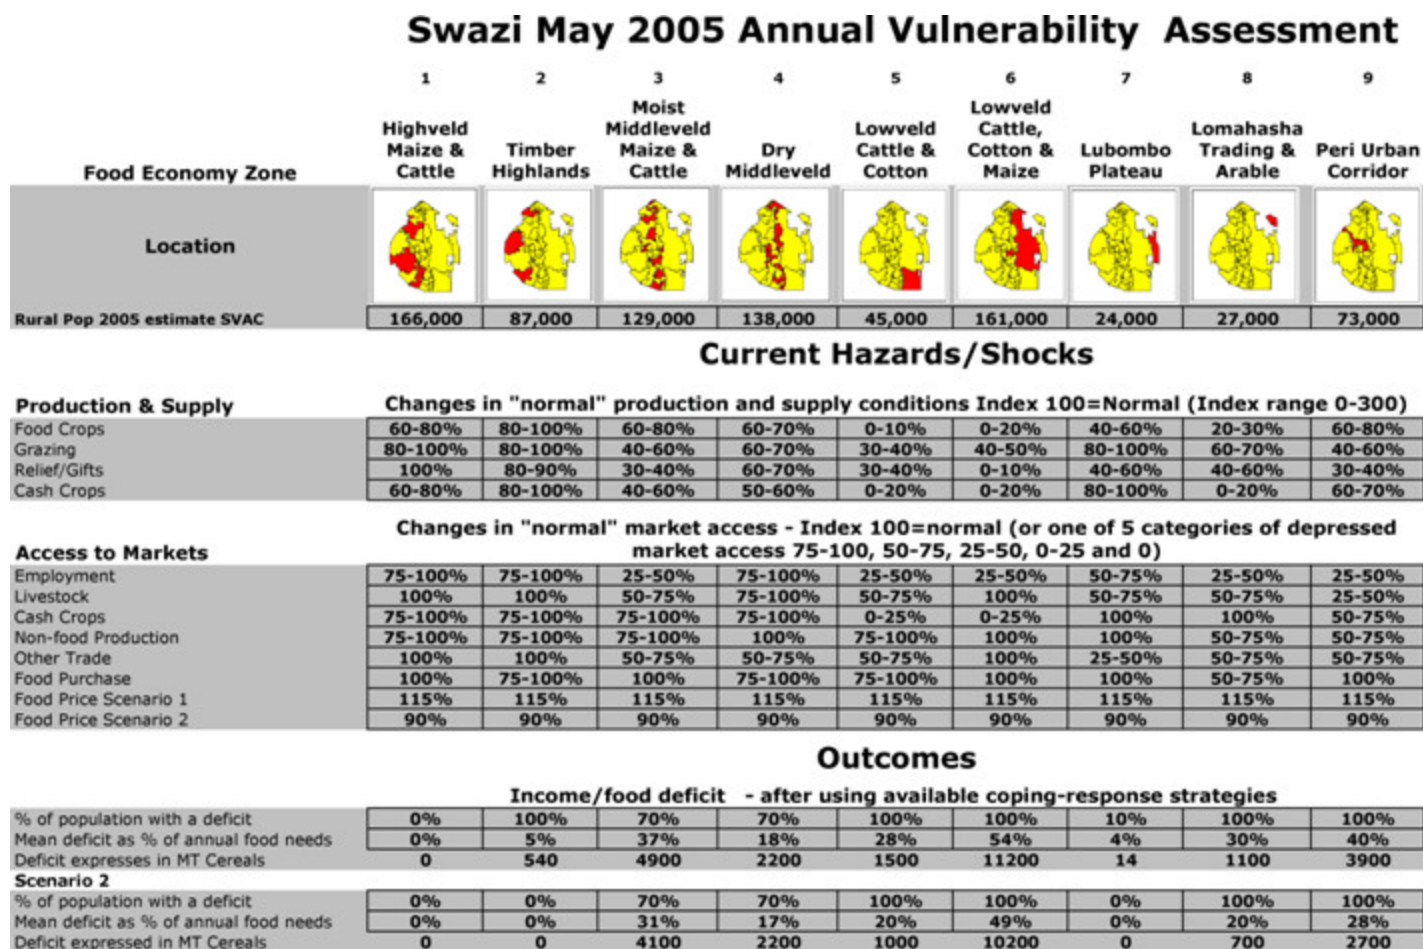 Swazi May 2005 Annual Vulnerability Assessment
1 2 3 4 5 6 7 8 9
Food Economy Zone Highveld Maize & Cattle Timber Highlands Moist Middleveld Maize & Cattle Dry Middleveld Lowveld Cattle & Cotton Lowveld Cattle, Cotton & Maize Lubombo Plateau Lomahasha Trading & Arable Peri Urban Corridor
Location
Rural Pop 2005 estimate SVAC 166,000 87,000 129,000 138,000 45,000 161,000 24,000 27,000 73,000
Current Hazards/Shocks
Production & Supply Changes in "normal" production and supply conditions Index 100=Normal (Index range 0-300)
Food Crops 60-80% 80-100% 60-80% 60-70% 0-10% 0-20% 40-60% 20-30% 60-80%
Grazing 80-100% 80-100% 40-60% 60-70% 30-40% 40-50% 80-100% 60-70% 40-60%
Relief/Gifts 100% 80-90% 30-40% 60-70% 30-40% 0-10% 40-60% 40-60% 30-40%
Cash Crops 60-80% 80-100% 40-60% 50-60% 0-20% 0-20% 80-100% 0-20% 60-70%
Changes in "normal" market access - Index 100=normal (or one of 5 categories of depressed
Access to Markets market access 75-100, 50-75, 25-50, 0-25 and 0)
Employment 75-100% 75-100% 25-50% 75-100% 25-50% 25-50% 50-75% 25-50% 25-50%
Livestock 100% 100% 50-75% 75-100% 50-75% 100% 50-75% 50-75% 25-50%
Cash Crops 75-100% 75-100% 75-100% 75-100% 0-25% 0-25% 100% 100% 50-75%
Non-food Production 75-100% 75-100% 75-100% 100% 75-100% 100% 100% 50-75% 50-75%
Other Trade 100% 100% 50-75% 50-75% 50-75% 100% 25-50% 50-75% 50-75%
Food Purchase 100% 75-100% 100% 75-100% 75-100% 100% 100% 50-75% 100%
Food Price Scenario 1 115% 115% 115% 115% 115% 115% 115% 115% 115%
Food Price Scenario 2 90% 90% 90% 90% 90% 90% 90% 90% 90%
Outcomes
Income/food deficit - after using available coping-response strategies
% of population with a deficit 0% 100% 70% 70% 100% 100% 10% 100% 100%
Mean deficit as % of annual food needs 0% 5% 37% 18% 28% 54% 4% 30% 40%
Deficit expresses in MT Cereals 0 540 4900 2200 1500 11200 14 1100 3900
Scenario 2
% of population with a deficit 0% 0% 70% 70% 100% 100% 0% 100% 100%
Mean deficit as % of annual food needs 0% 0% 31% 17% 20% 49% 0% 20% 28%
Deficit expressed in MT Cereals 0 0 4100 2200 1000 10200 0 700 2700